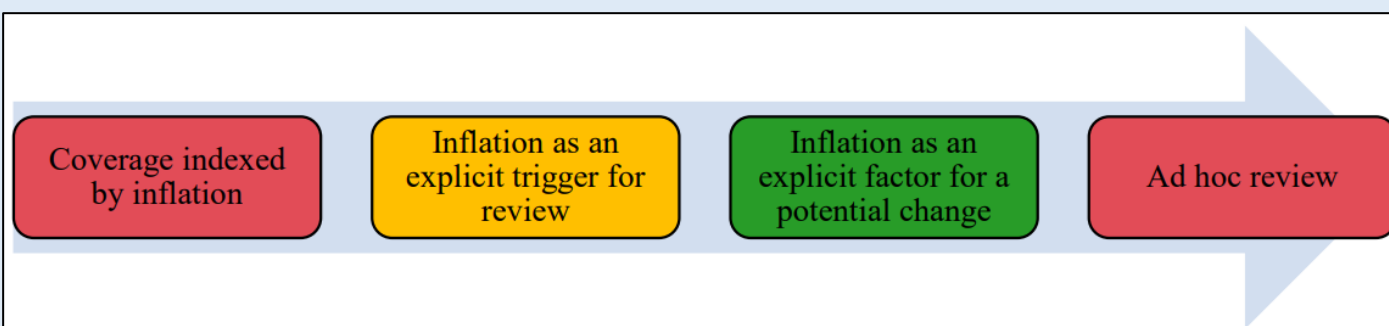 Coverage indexed
by inflation
Inflation as an
explicit trigger for
review
Inflation as an
explicit factor for a
potential change
Ad hoc review